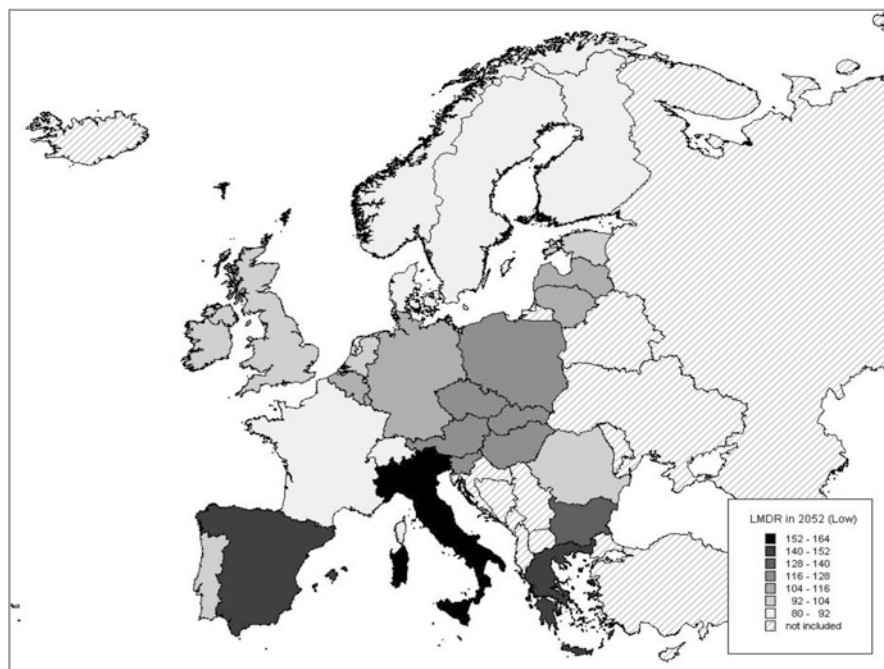 LMDR in 2052 (Low)
152 - 164
140 - 152
128 - 140
116 - 128
104 - 116
92 - 104
80 - 92
not included